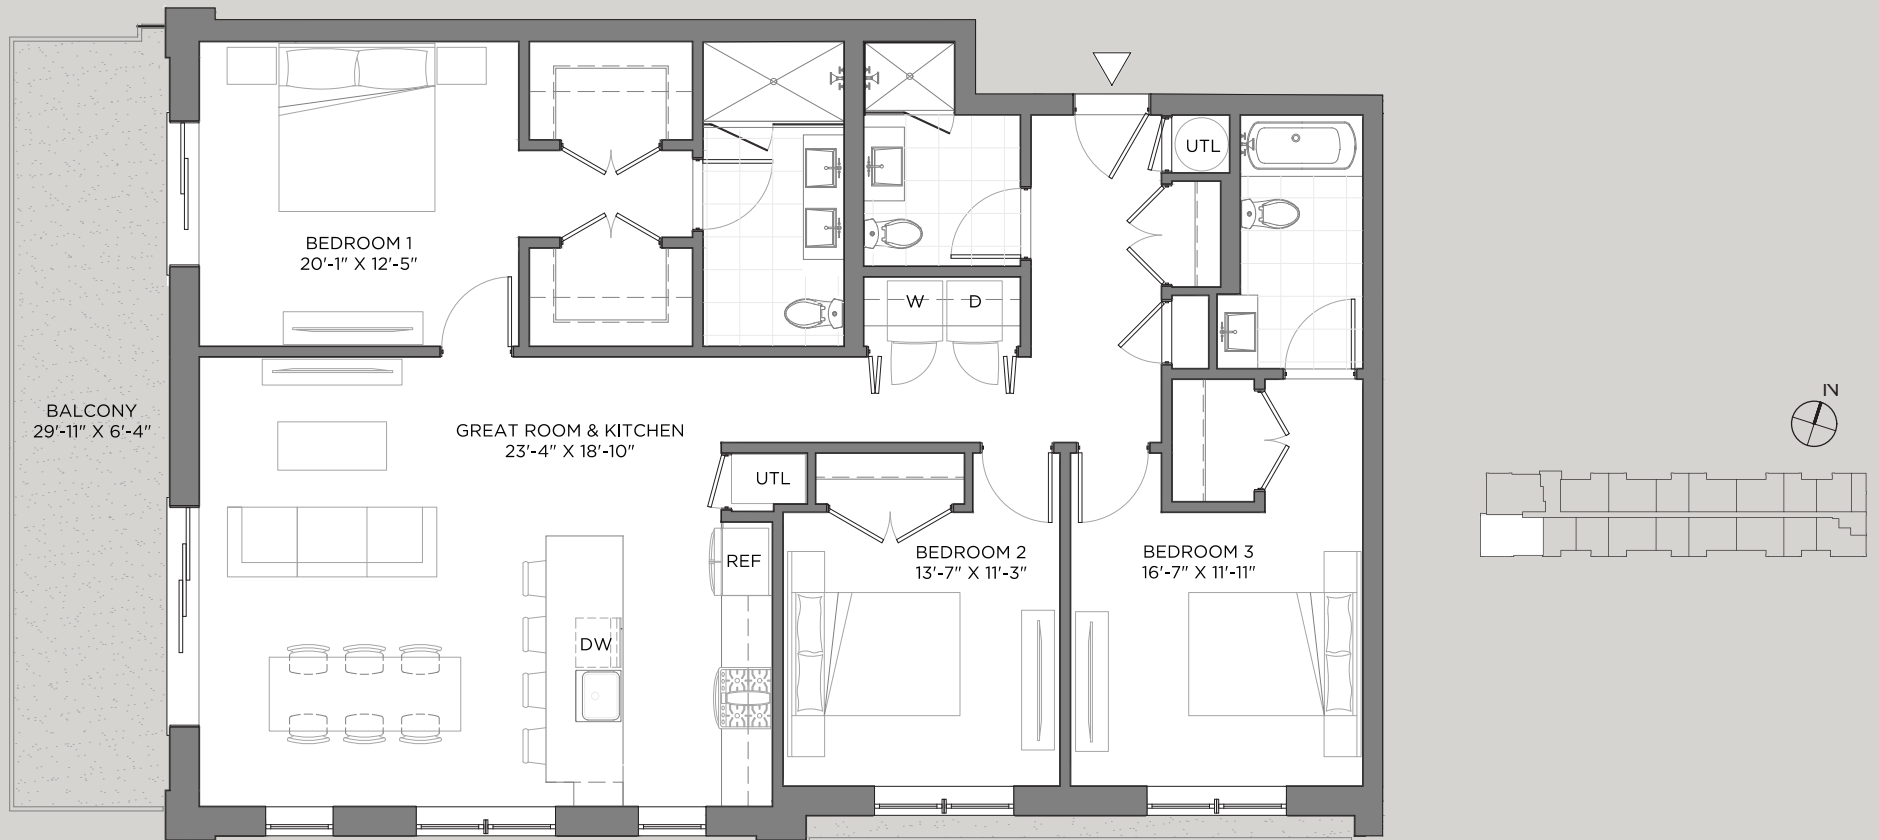 UTL
BEDROOM 1
20'-1" X 12'-5"
W
D
BALCONY
29'-11" X 6'-4"
GREAT ROOM & KITCHEN
23'-4" X 18'-10"
UTL
REF
BEDROOM 2
13'-7" X 11'-3"
BEDROOM 3
16'-7" X 11'-11"
DW
N